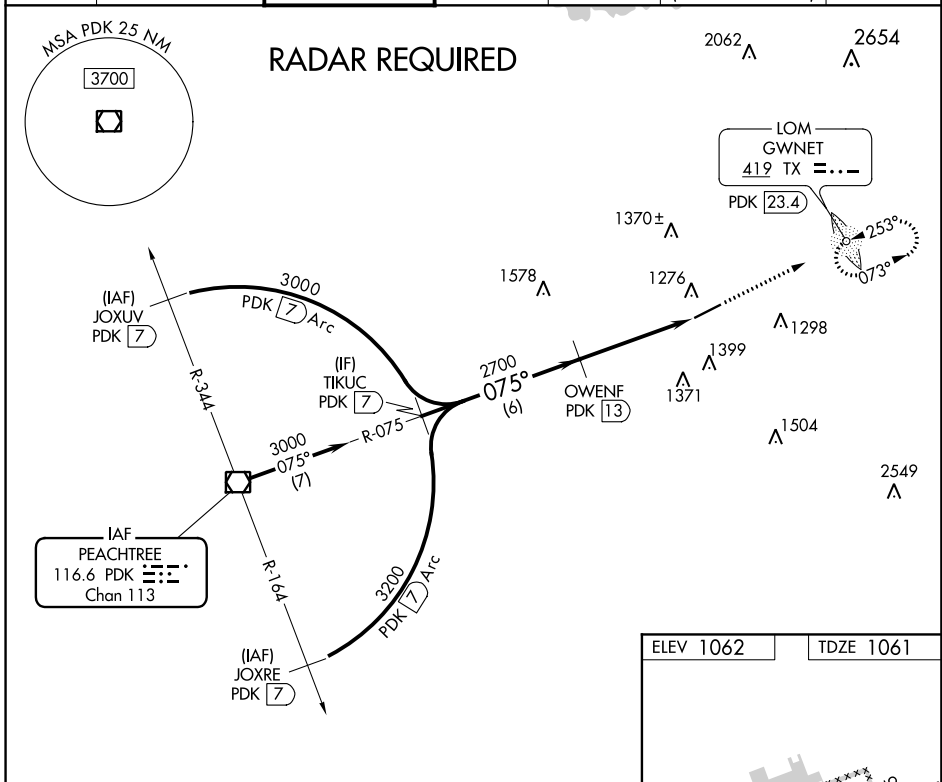 MSA PDK 25 NM
3700
RADAR REQUIRED
2062
2654
LOM
GWNET
419 TX
PDK 23.4
253°
073°
1370±
1578
1276
1298
1399
1371
1504
2549
(IAF)
JOXUV
PDK 7
3000
PDK 7 Arc
R-344
(IF)
TIKUC
PDK 7
2700
075°
(6)
OWENF
PDK 13
3000
075°
(7)
R-075
IAF
PEACHTREE
116.6 PDK
Chan 113
R-164
3200
PDK 7 Arc
(IAF)
JOXRE
PDK 7
ELEV 1062
TDZE 1061